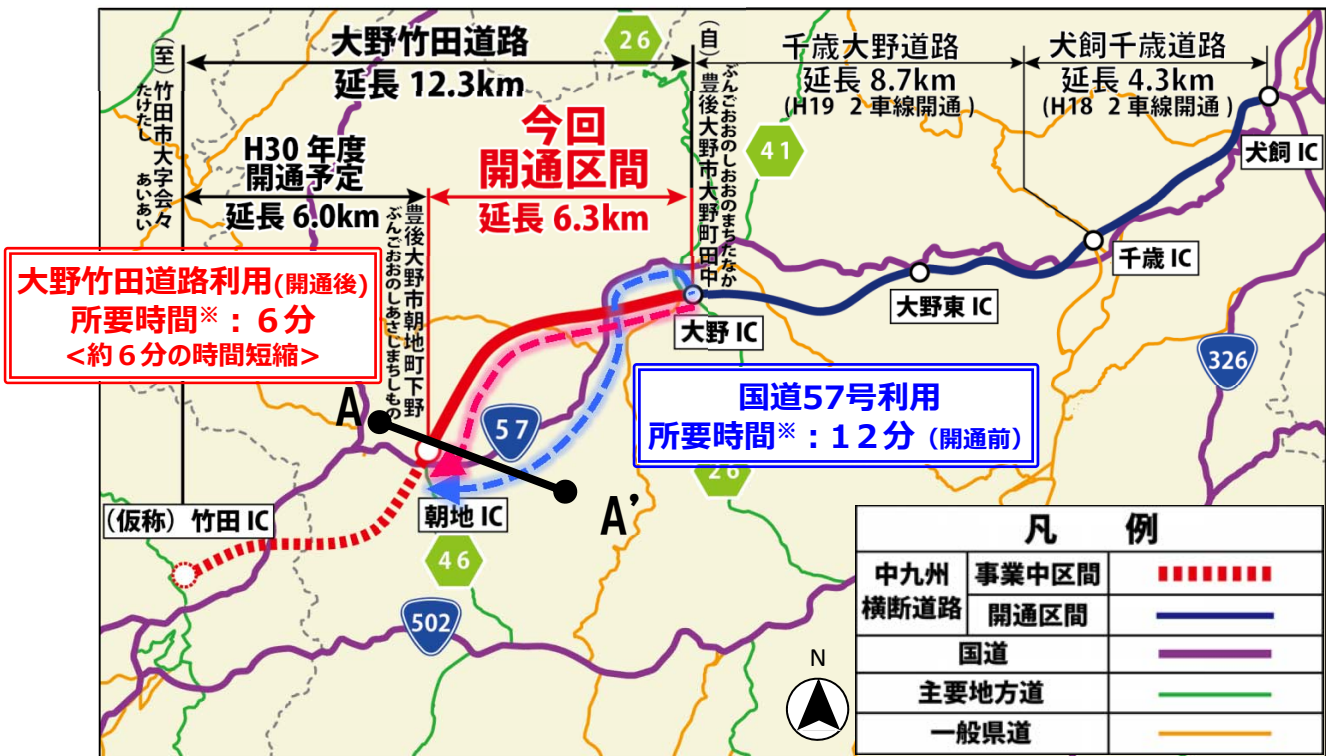 大野竹田道路
延長 12.3km
26
千歳大野道路
延長 8.7km
(H19 2車線開通)
犬飼千歳道路
延長 4.3km
(H18 2車線開通)
(至) 竹田市大字会々
たけたし あいあい
(自) 豊後大野市大野町田中
ぶんごおおのしおおのまちたなか
H30 年度
開通予定
延長 6.0km
今回
開通区間
延長 6.3km
豊後大野市朝地町下野
ぶんごおおのしあさじまちしもの
41
犬飼 IC
千歳 IC
大野東 IC
大野 IC
326
大野竹田道路利用(開通後)
所要時間※：６分
<約６分の時間短縮>
国道57号利用
所要時間※：1２分（開通前）
A
57
26
A’
(仮称) 竹田 IC
朝地 IC
46
502
N
凡 例
中九州
横断道路
事業中区間
開通区間
国道
主要地方道
一般県道